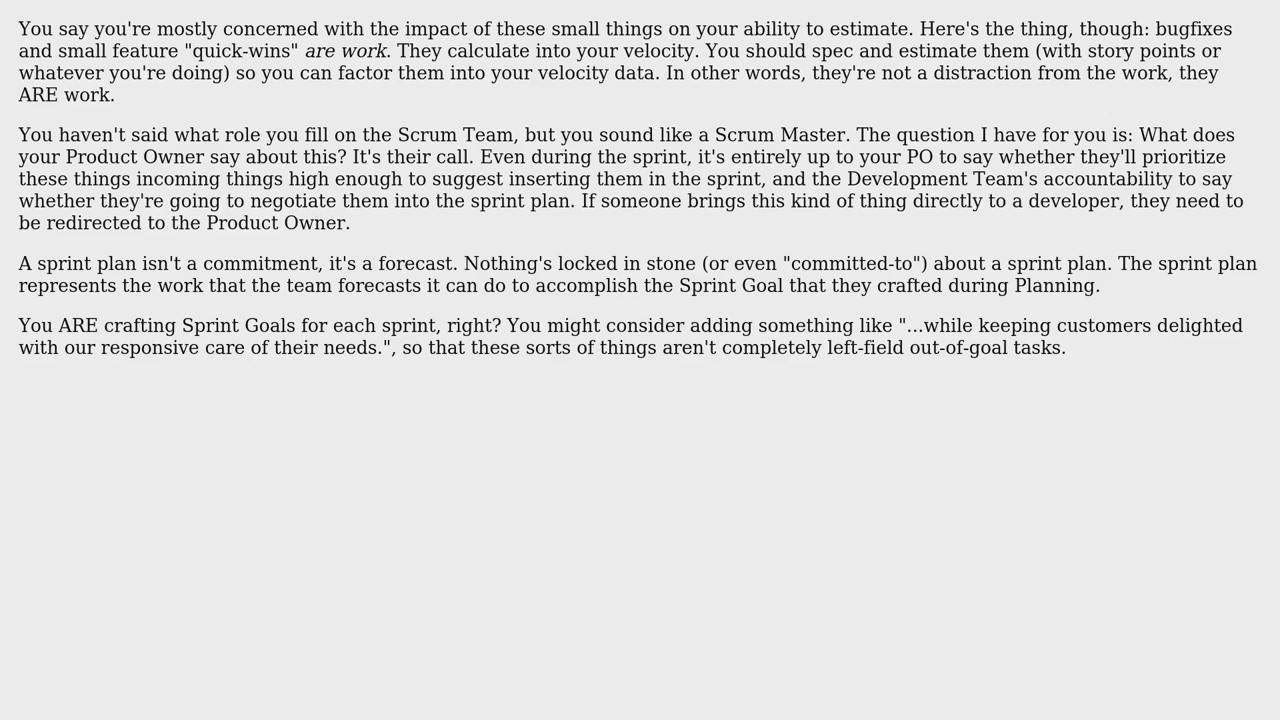 You say you're mostly concerned with the impact of these small things on your ability to estimate. Here's the thing, though: bugfixes
and small feature "quick-wins" are work. They calculate into your velocity. You should spec and estimate them (with story points or
whatever you're doing) so you can factor them into your velocity data. In other words, they're not a distraction from the work, they
ARE work.
You haven't said what role you fill on the Scrum Team, but you sound like a Scrum Master. The question I have for you is: What does
your Product Owner say about this? It's their call. Even during the sprint, it's entirely up to your PO to say whether they'll prioritize
these things incoming things high enough to suggest inserting them in the sprint, and the Development Team's accountability to say
whether they're going to negotiate them into the sprint plan. If someone brings this kind of thing directly to a developer, they need to
be redirected to the Product Owner.
A sprint plan isn't a commitment, it's a forecast. Nothing's locked in stone (or even "committed-to") about a sprint plan. The sprint plan
represents the work that the team forecasts it can do to accomplish the Sprint Goal that they crafted during Planning.
You ARE crafting Sprint Goals for each sprint, right? You might consider adding something like "...while keeping customers delighted
with our responsive care of their needs.", so that these sorts of things aren't completely left-field out-of-goal tasks.